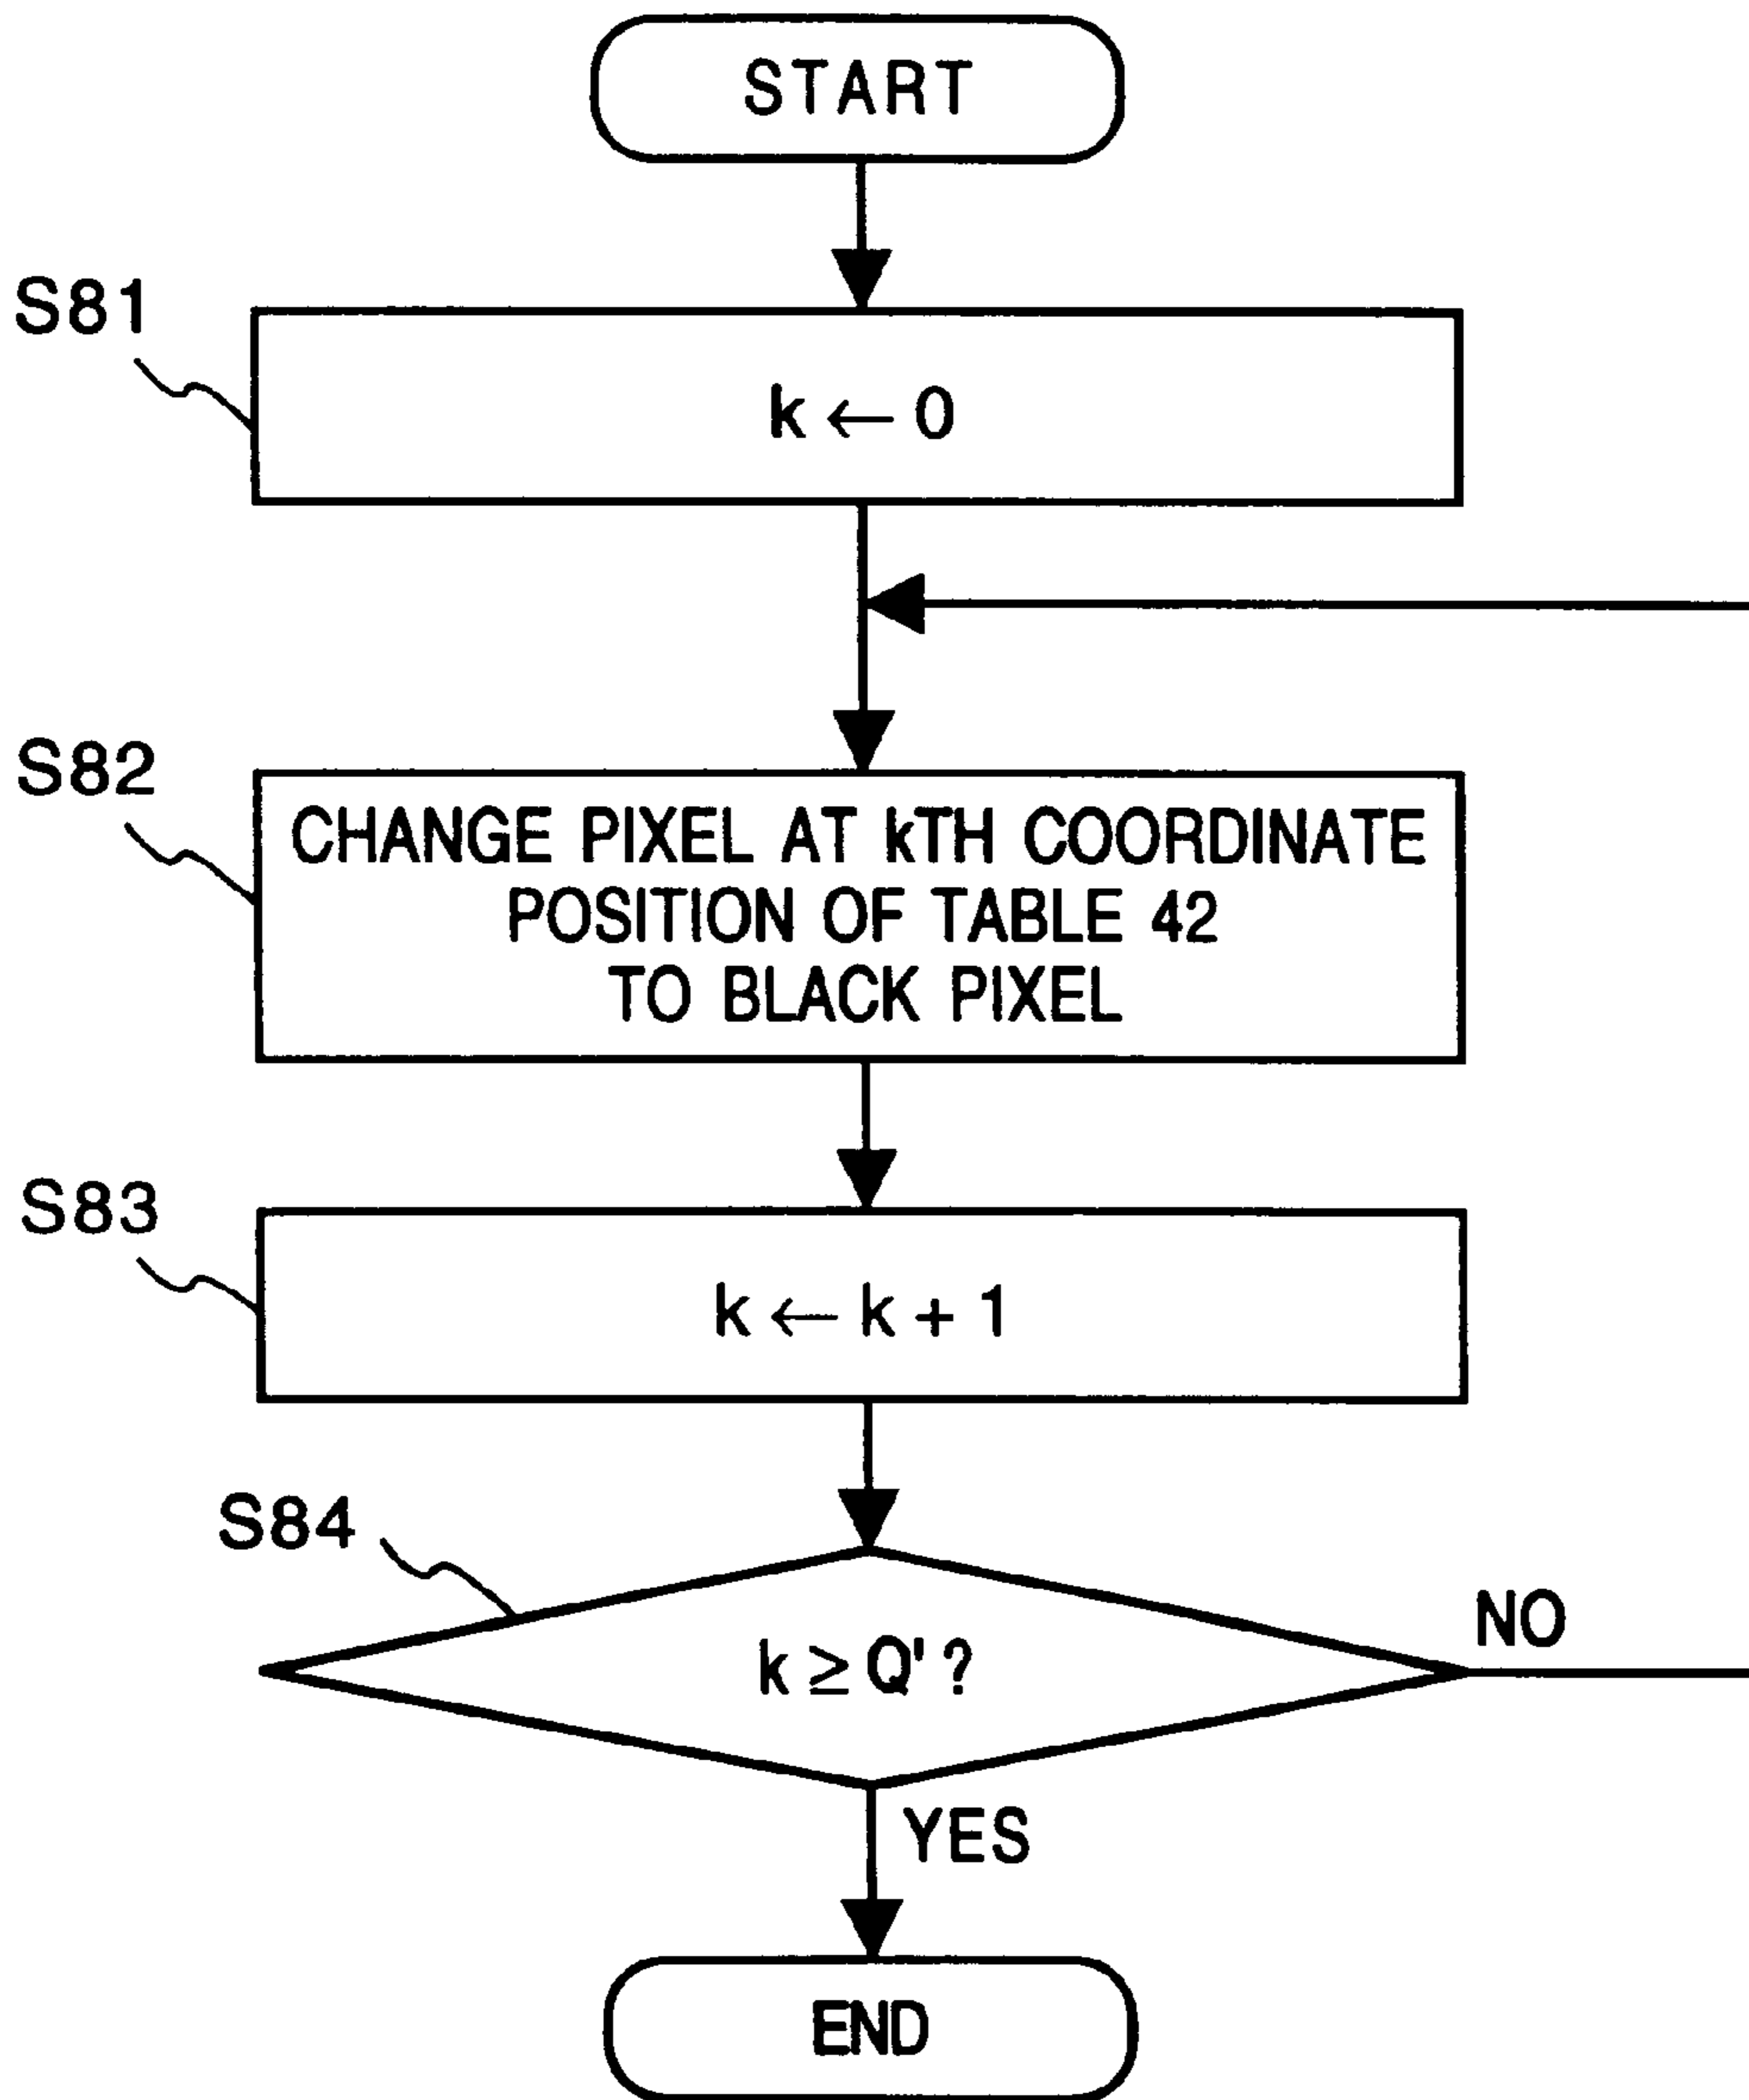 START
S81
k ← 0
S82
CHANGE PIXEL AT kTH COORDINATE
POSITION OF TABLE 42
TO BLACK PIXEL
S83
k ← k + 1
S84
k ≥ Q'?
NO
YES
END